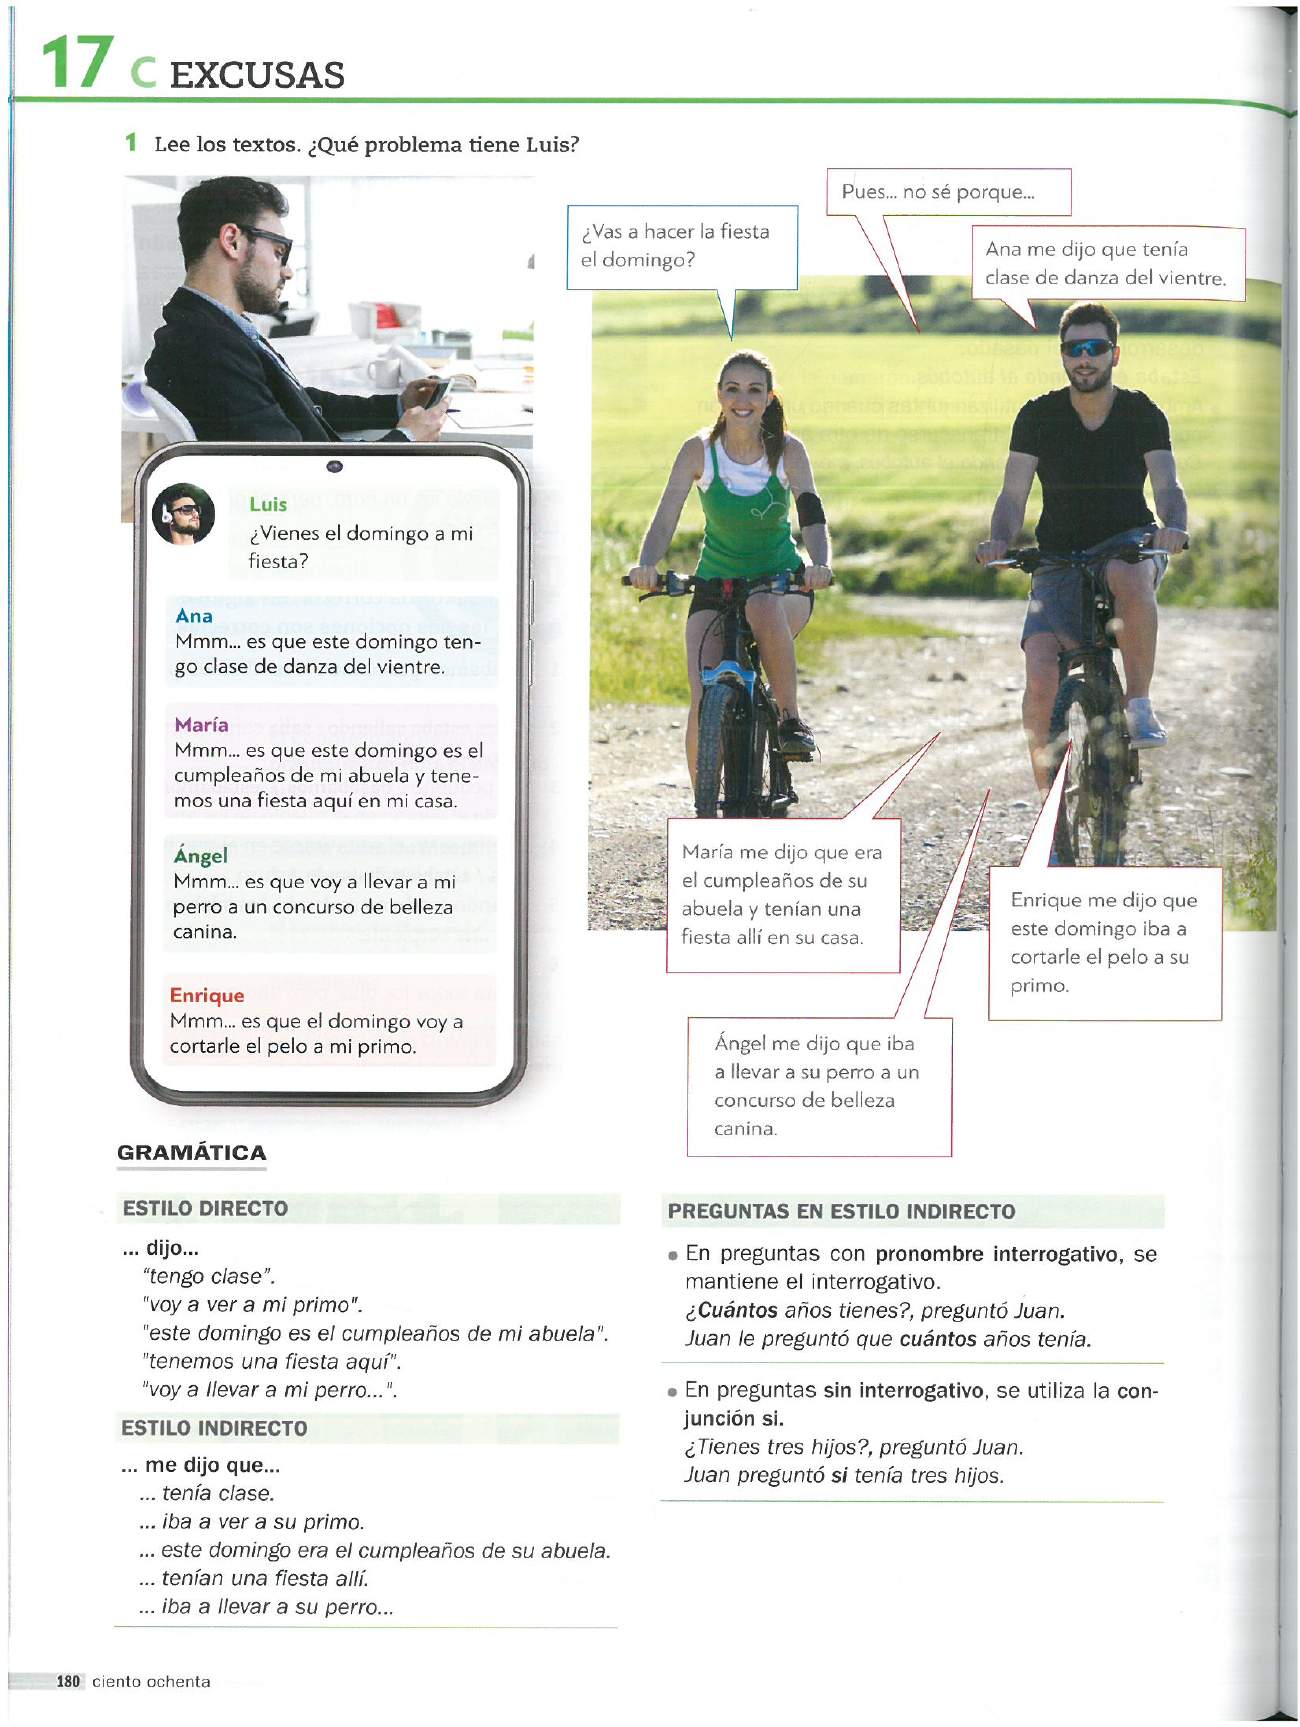 17 C EXCUSAS
1 Lee los textos. ¿Qué problema tiene Luis?
¿Vas a hacer la fiesta
el domingo?
Pues... no sé porque...
Ana me dijo que tenía
clase de danza del vientre.
Luis
¿Vienes el domingo a mi
fiesta?
Ana
Mmm... es que este domingo ten-
go clase de danza del vientre.
María
Mmm... es que este domingo es el
cumpleaños de mi abuela y tene-
mos una fiesta aquí en mi casa.
Ángel
Mmm... es que voy a llevar a mi
perro a un concurso de belleza
canina.
Enrique
Mmm... es que el domingo voy a
cortarle el pelo a mi primo.
María me dijo que era
el cumpleaños de su
abuela y tenían una
fiesta allí en su casa.
Ángel me dijo que iba
a llevar a su perro a un
concurso de belleza
canina.
Enrique me dijo que
este domingo iba a
cortarle el pelo a su
primo.
GRAMÁTICA
ESTILO DIRECTO
... dijo...
"tengo clase".
"voy a ver a mi primo".
"este domingo es el cumpleaños de mi abuela".
"tenemos una fiesta aquí".
"voy a llevar a mi perro...".
ESTILO INDIRECTO
... me dijo que...
... tenía clase.
... iba a ver a su primo.
... este domingo era el cumpleaños de su abuela.
... tenían una fiesta allí.
... iba a llevar a su perro...
PREGUNTAS EN ESTILO INDIRECTO
• En preguntas con pronombre interrogativo, se
mantiene el interrogativo.
¿Cuántos años tienes?, preguntó Juan.
Juan le preguntó que cuántos años tenía.
• En preguntas sin interrogativo, se utiliza la con-
junción si.
¿Tienes tres hijos?, preguntó Juan.
Juan preguntó si tenía tres hijos.
180 ciento ochenta